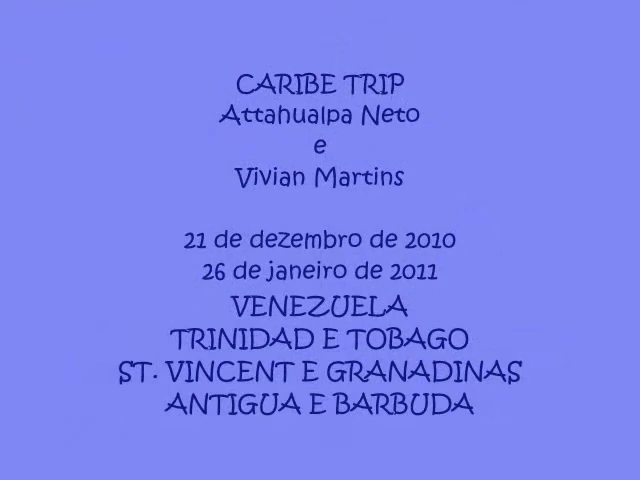 CARIBE TRIP
Attahualpa Neto
e
Vivian Martins
21 de dezembro de 2010
26 de janeiro de 2011
VENEZUELA
TRINIDAD E TOBAGO
ST. VINCENT E GRANADINAS
ANTIGUA E BARBUDA